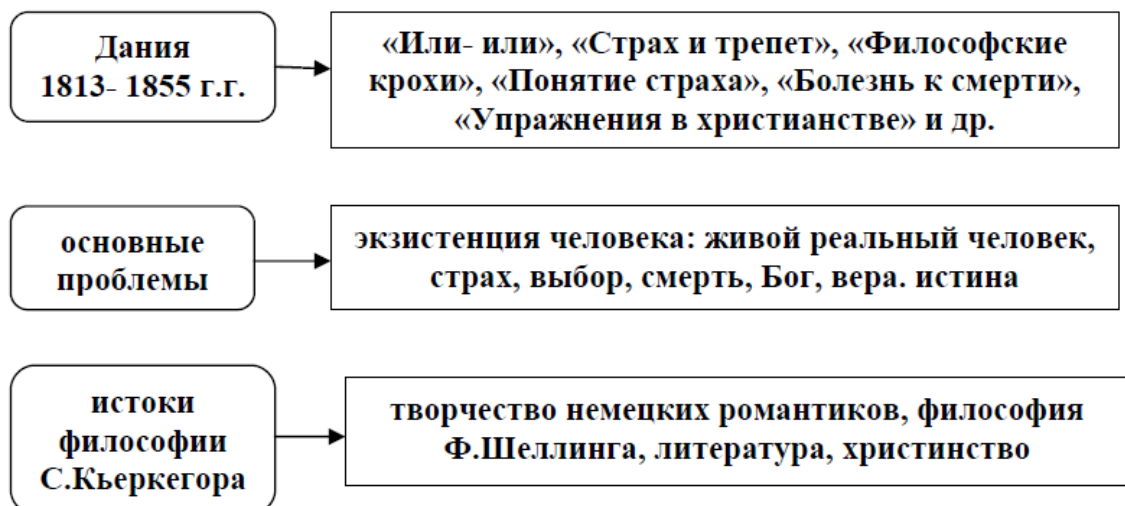 Дания
1813- 1855 г.г.
«Или- или», «Страх и трепет», «Философские
крохи», «Понятие страха», «Болезнь к смерти»,
«Упражнения в христианстве» и др.
основные
проблемы
экзистенция человека: живой реальный человек,
страх, выбор, смерть, Бог, вера. истина
истоки
философии
С.Кьеркегора
творчество немецких романтиков, философия
Ф.Шеллинга, литература, христинство